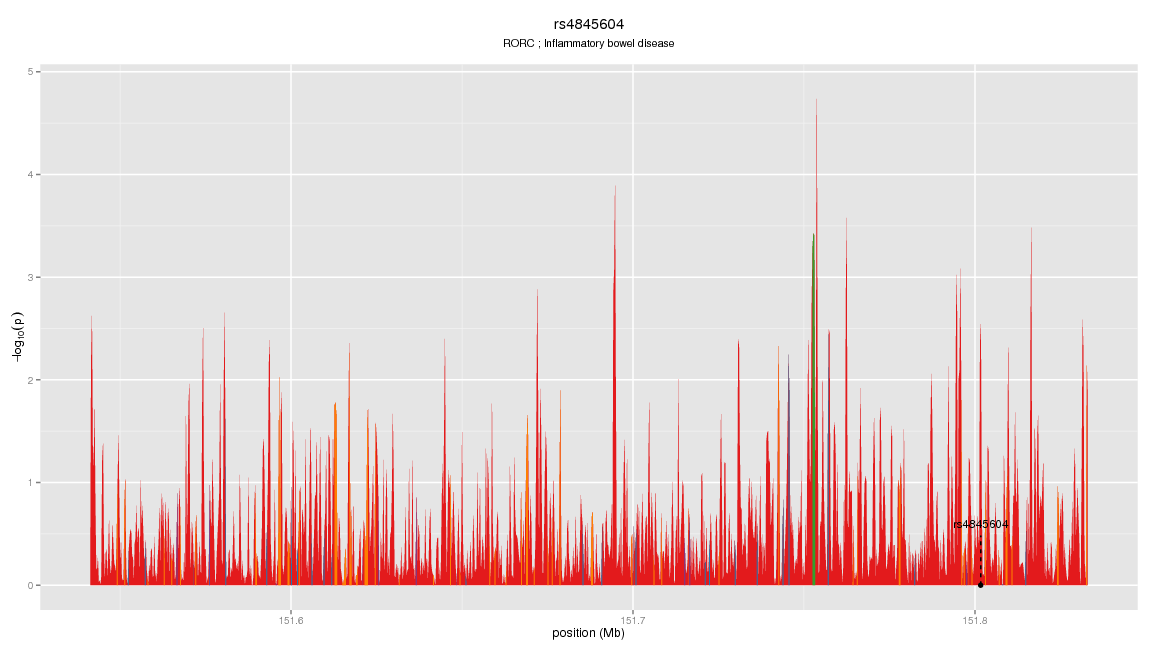 rs4845604
RORC ; Inflammatory bowel disease
5
4
3
2
1
0
−log10(p)
rs4845604
151.6
151.7
151.8
position (Mb)